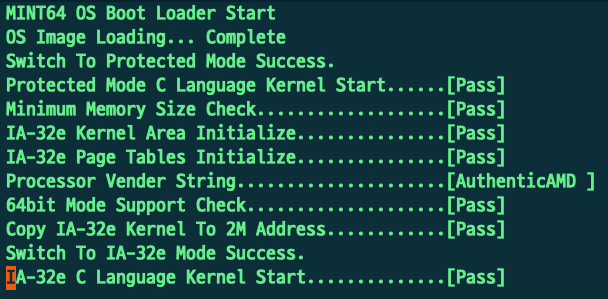 MINT64 OS Boot Loader Start
OS Image Loading... Complete
Switch To Protected Mode Success.
Protected Mode C Language Kernel Start......[Pass]
Minimum Memory Size Check...................[Pass]
IA-32e Kernel Area Initialize...............[Pass]
IA-32e Page Tables Initialize...............[Pass]
Processor Vender String.....................[AuthenticAMD ]
64bit Mode Support Check....................[Pass]
Copy IA-32e Kernel To 2M Address............[Pass]
Switch To IA-32e Mode Success.
IA-32e C Language Kernel Start..............[Pass]